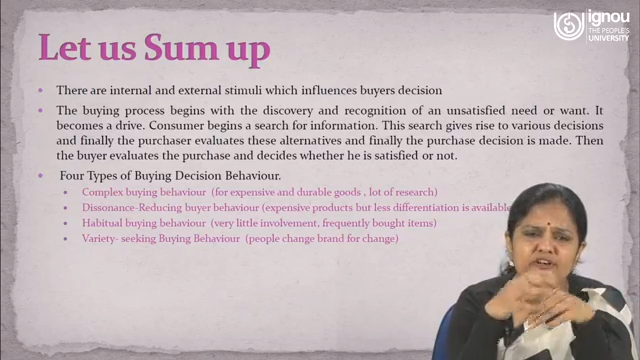 ignou
THE PEOPLE'S
UNIVERSITY
Let us Sum up
There are internal and external stimuli which influences buyers decision
The buying process begins with the discovery and recognition of an unsatisfied need or want. It
becomes a drive. Consumer begins a search for information. This search gives rise to various decisions
and finally the purchaser evaluates these alternatives and finally the purchase decision is made. Then
the buyer evaluates the purchase and decides whether he is satisfied or not.
Four Types of Buying Decision Behaviour.
Complex buying behaviour (for expensive and durable goods , lot of research)
Dissonance-Reducing buyer behaviour (expensive products but less differentiation is available
Habitual buying behaviour (very little involvement, frequently bought items)
Variety- seeking Buying Behaviour (people change brand for change)